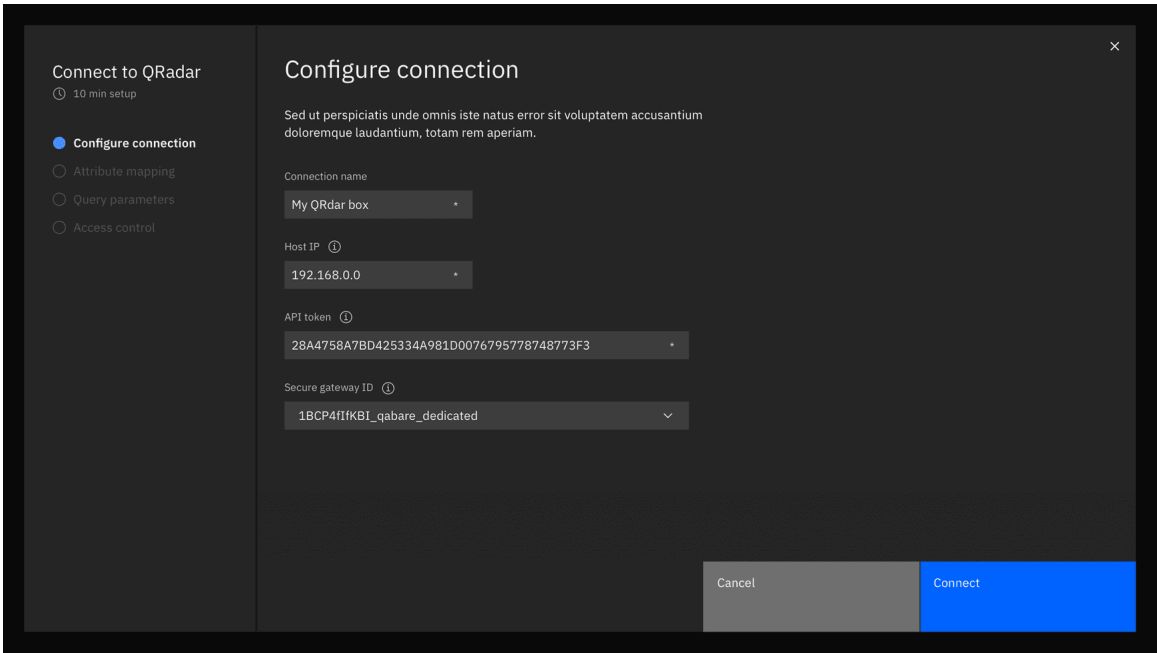 Connect to QRadar
10 min setup
Configure connection
Attribute mapping
Query parameters
Access control
Configure connection
Sed ut perspiciatis unde omnis iste natus error sit voluptatem accusantium
doloremque laudantium, totam rem aperiam.
Connection name
My QRdar box *
Host IP
192.168.0.0 *
API token
28A4758A7BD425334A981D0076795778748773F3 *
Secure gateway ID
1BCP4fIfKBI_qabare_dedicated
Cancel
Connect